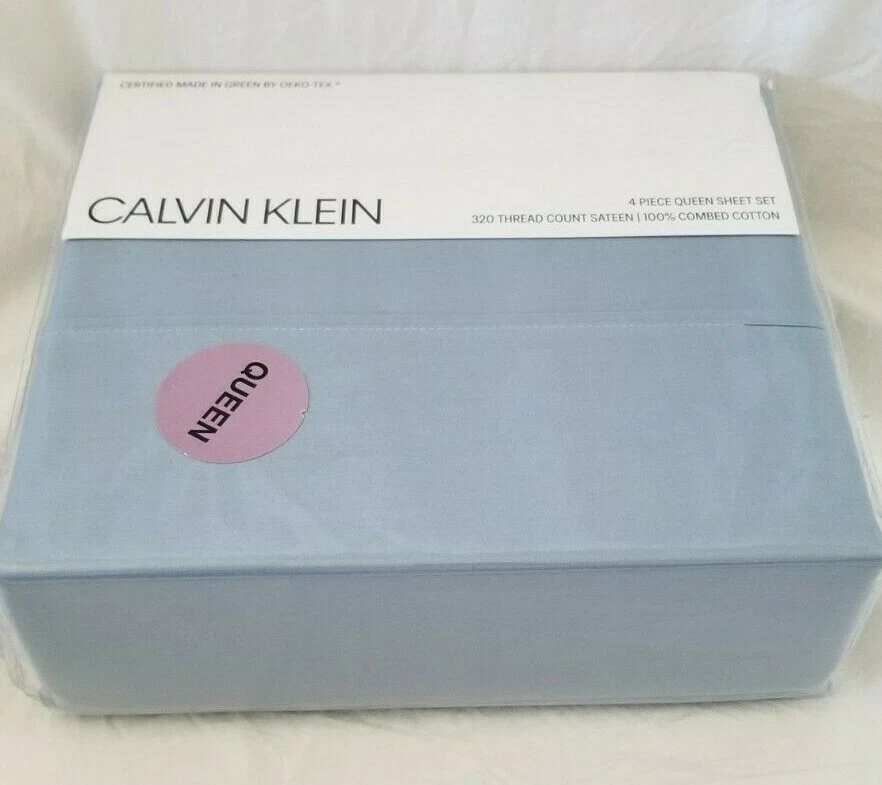 CERTIFIED MADE IN GREEN BY OEKO-TEX®
CALVIN KLEIN
4 PIECE QUEEN SHEET SET
320 THREAD COUNT SATEEN | 100% COMBED COTTON
QUEEN